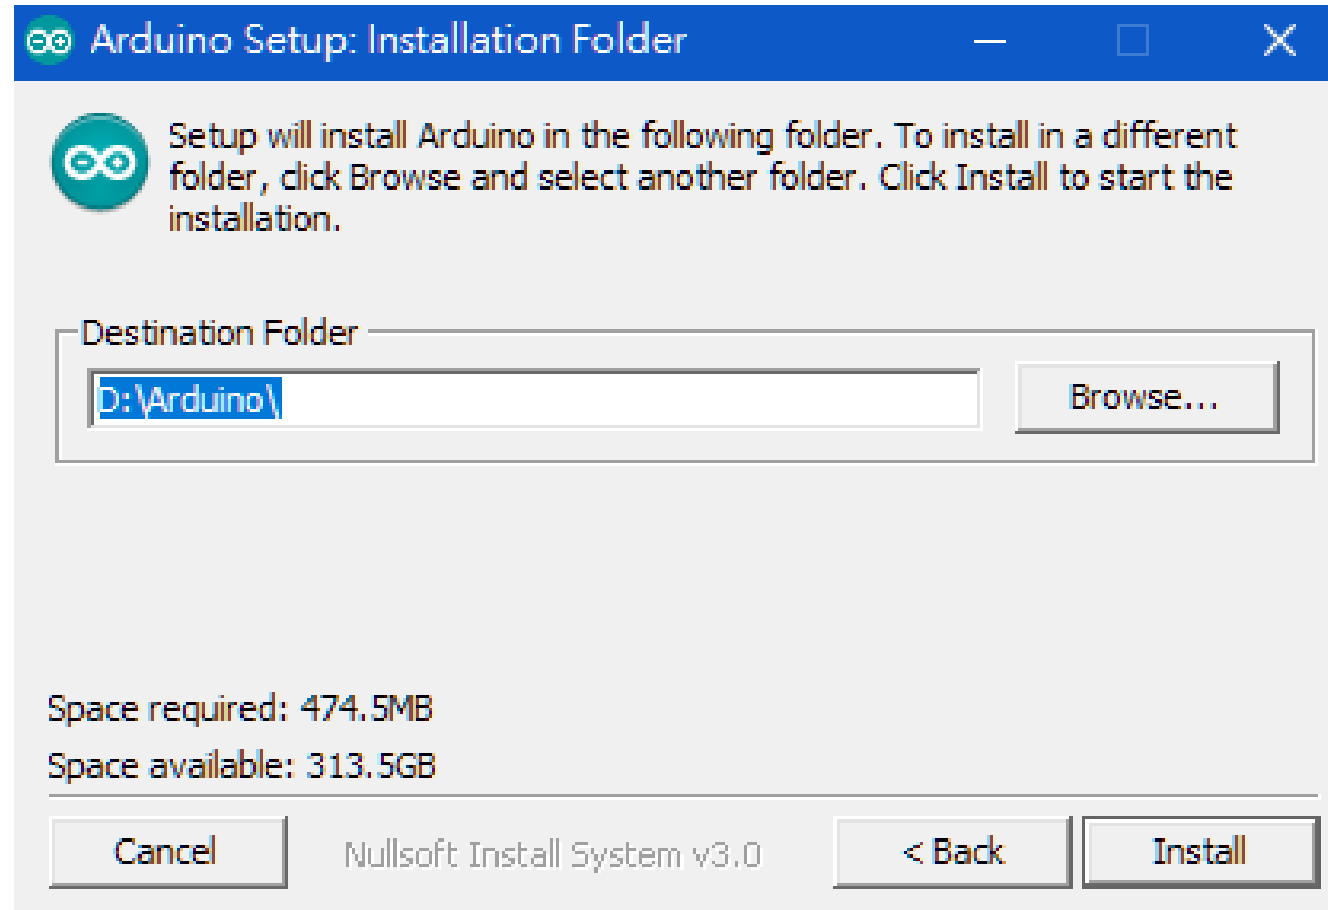 Arduino Setup: Installation Folder
Setup will install Arduino in the following folder. To install in a different
folder, click Browse and select another folder. Click Install to start the
installation.
Destination Folder
D:\Arduino\
Browse...
Space required: 474.5MB
Space available: 313.5GB
Cancel
Nullsoft Install System v3.0
< Back
Install